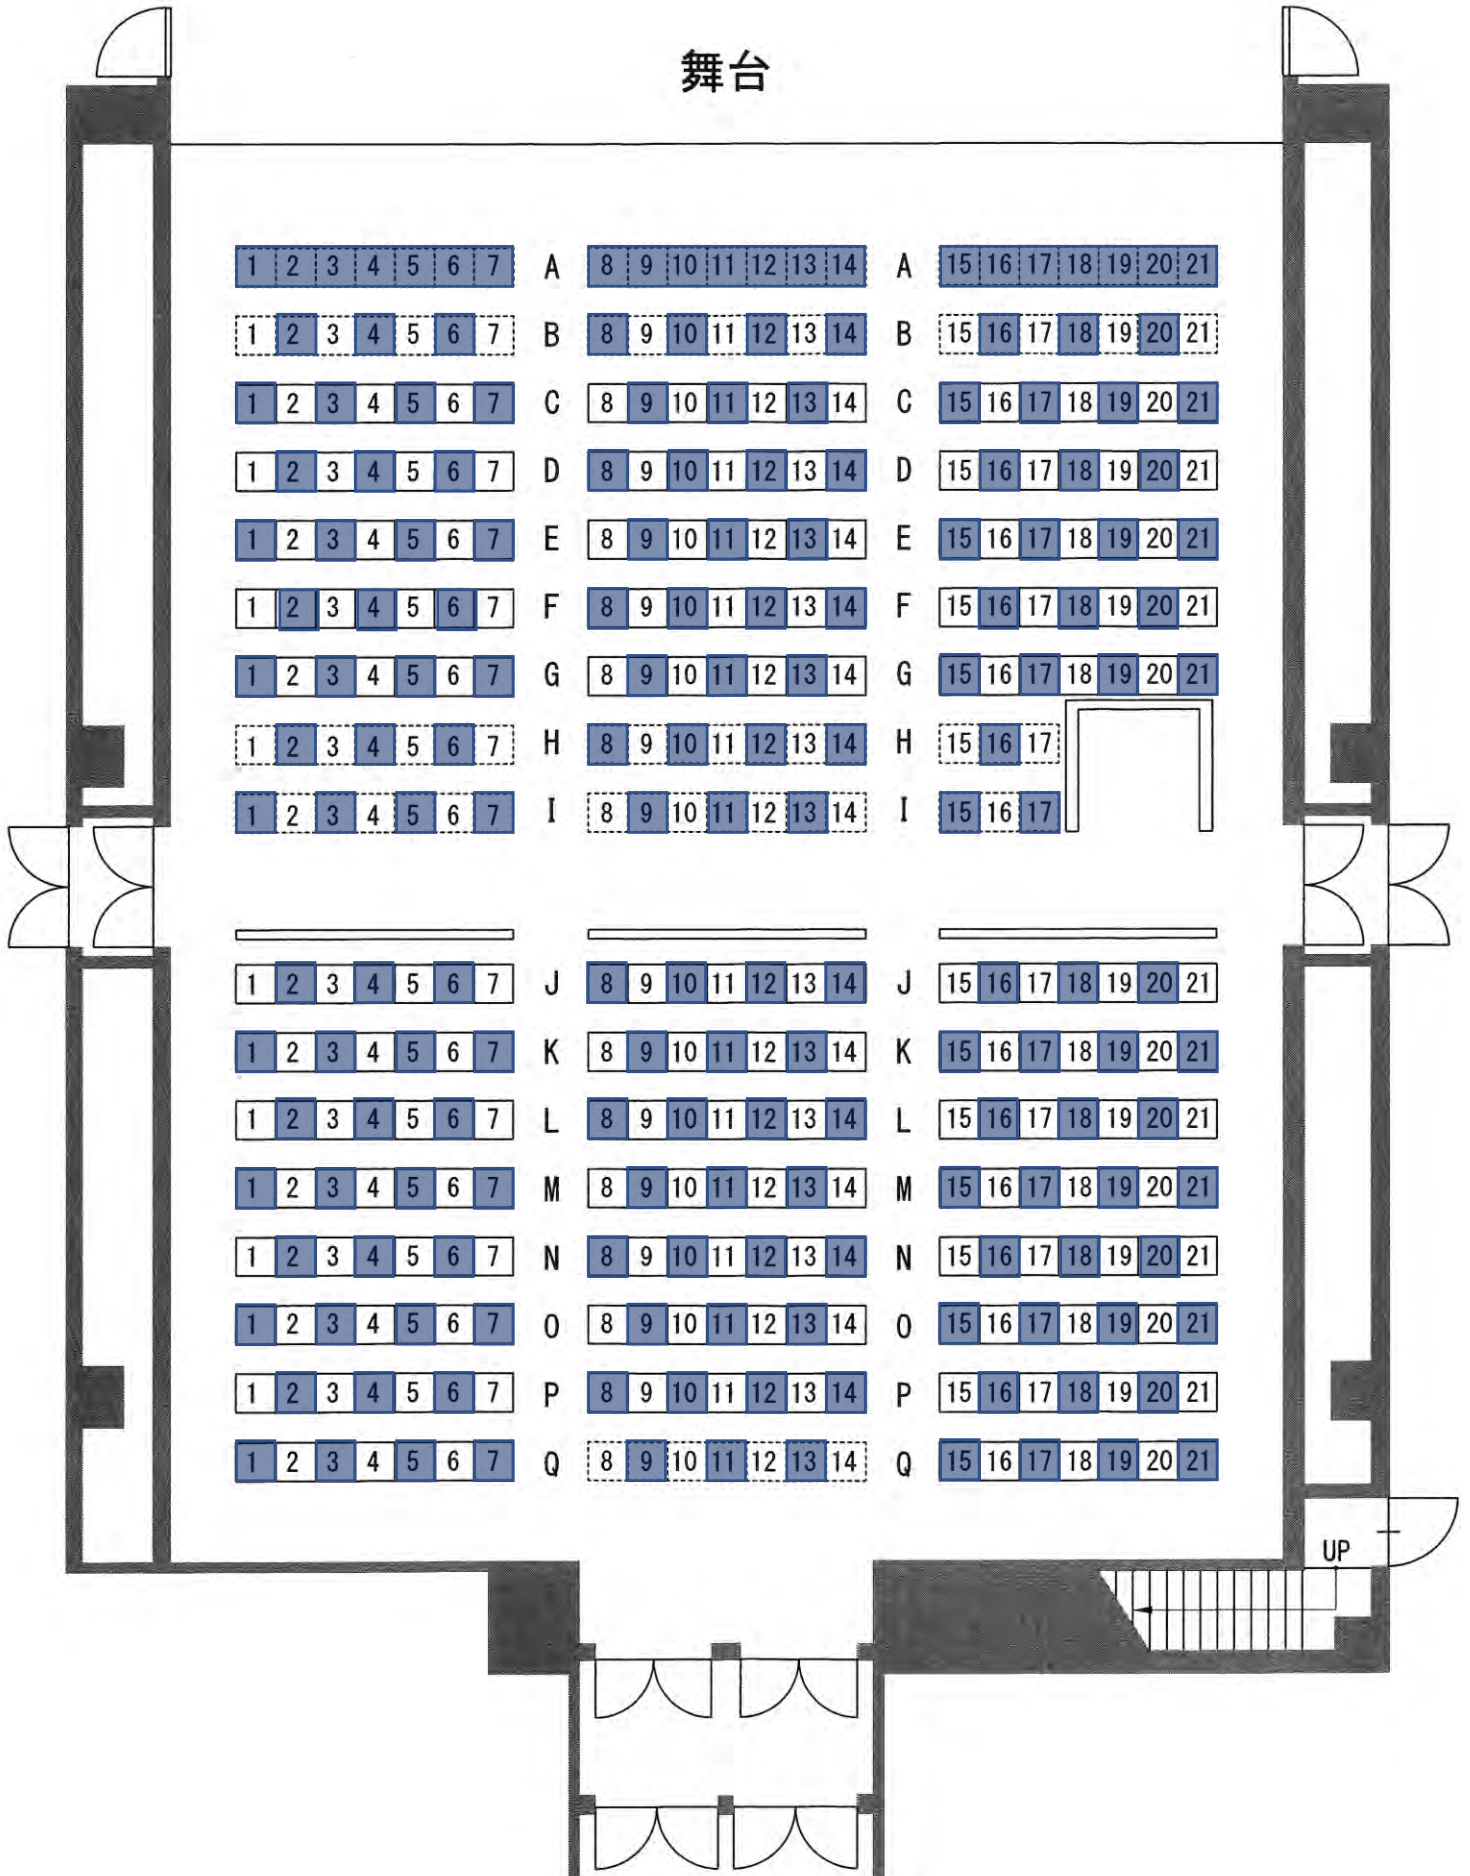 舞台
1 2 3 4 5 6 7 A 8 9 10 11 12 13 14 A 15 16 17 18 19 20 21
1 2 3 4 5 6 7 B 8 9 10 11 12 13 14 B 15 16 17 18 19 20 21
1 2 3 4 5 6 7 C 8 9 10 11 12 13 14 C 15 16 17 18 19 20 21
1 2 3 4 5 6 7 D 8 9 10 11 12 13 14 D 15 16 17 18 19 20 21
1 2 3 4 5 6 7 E 8 9 10 11 12 13 14 E 15 16 17 18 19 20 21
1 2 3 4 5 6 7 F 8 9 10 11 12 13 14 F 15 16 17 18 19 20 21
1 2 3 4 5 6 7 G 8 9 10 11 12 13 14 G 15 16 17 18 19 20 21
1 2 3 4 5 6 7 H 8 9 10 11 12 13 14 H 15 16 17
1 2 3 4 5 6 7 I 8 9 10 11 12 13 14 I 15 16 17
1 2 3 4 5 6 7 J 8 9 10 11 12 13 14 J 15 16 17 18 19 20 21
1 2 3 4 5 6 7 K 8 9 10 11 12 13 14 K 15 16 17 18 19 20 21
1 2 3 4 5 6 7 L 8 9 10 11 12 13 14 L 15 16 17 18 19 20 21
1 2 3 4 5 6 7 M 8 9 10 11 12 13 14 M 15 16 17 18 19 20 21
1 2 3 4 5 6 7 N 8 9 10 11 12 13 14 N 15 16 17 18 19 20 21
1 2 3 4 5 6 7 O 8 9 10 11 12 13 14 O 15 16 17 18 19 20 21
1 2 3 4 5 6 7 P 8 9 10 11 12 13 14 P 15 16 17 18 19 20 21
1 2 3 4 5 6 7 Q 8 9 10 11 12 13 14 Q 15 16 17 18 19 20 21
UP